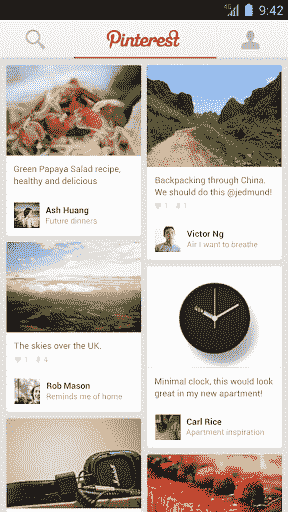 4G 9:42
Pinterest
Green Papaya Salad recipe,
healthy and delicious
Ash Huang
Future dinners
Backpacking through China.
We should do this @jedmund!
1 1
Victor Ng
Air I want to breathe
The skies over the UK.
1 4
Rob Mason
Reminds me of home
Minimal clock, this would look
great in my new apartment!
Carl Rice
Apartment inspiration